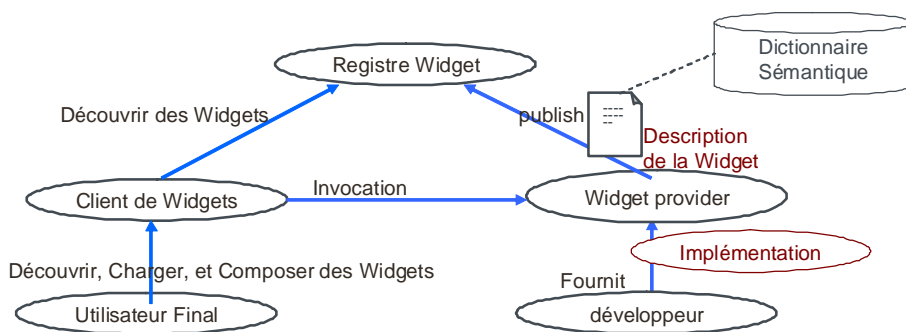 Dictionnaire
Sémantique
Registre Widget
Découvrir des Widgets
publish
Description
de la Widget
Invocation
Client de Widgets
Widget provider
Implémentation
Découvrir, Charger, et Composer des Widgets
Fournit
Utilisateur Final
développeur